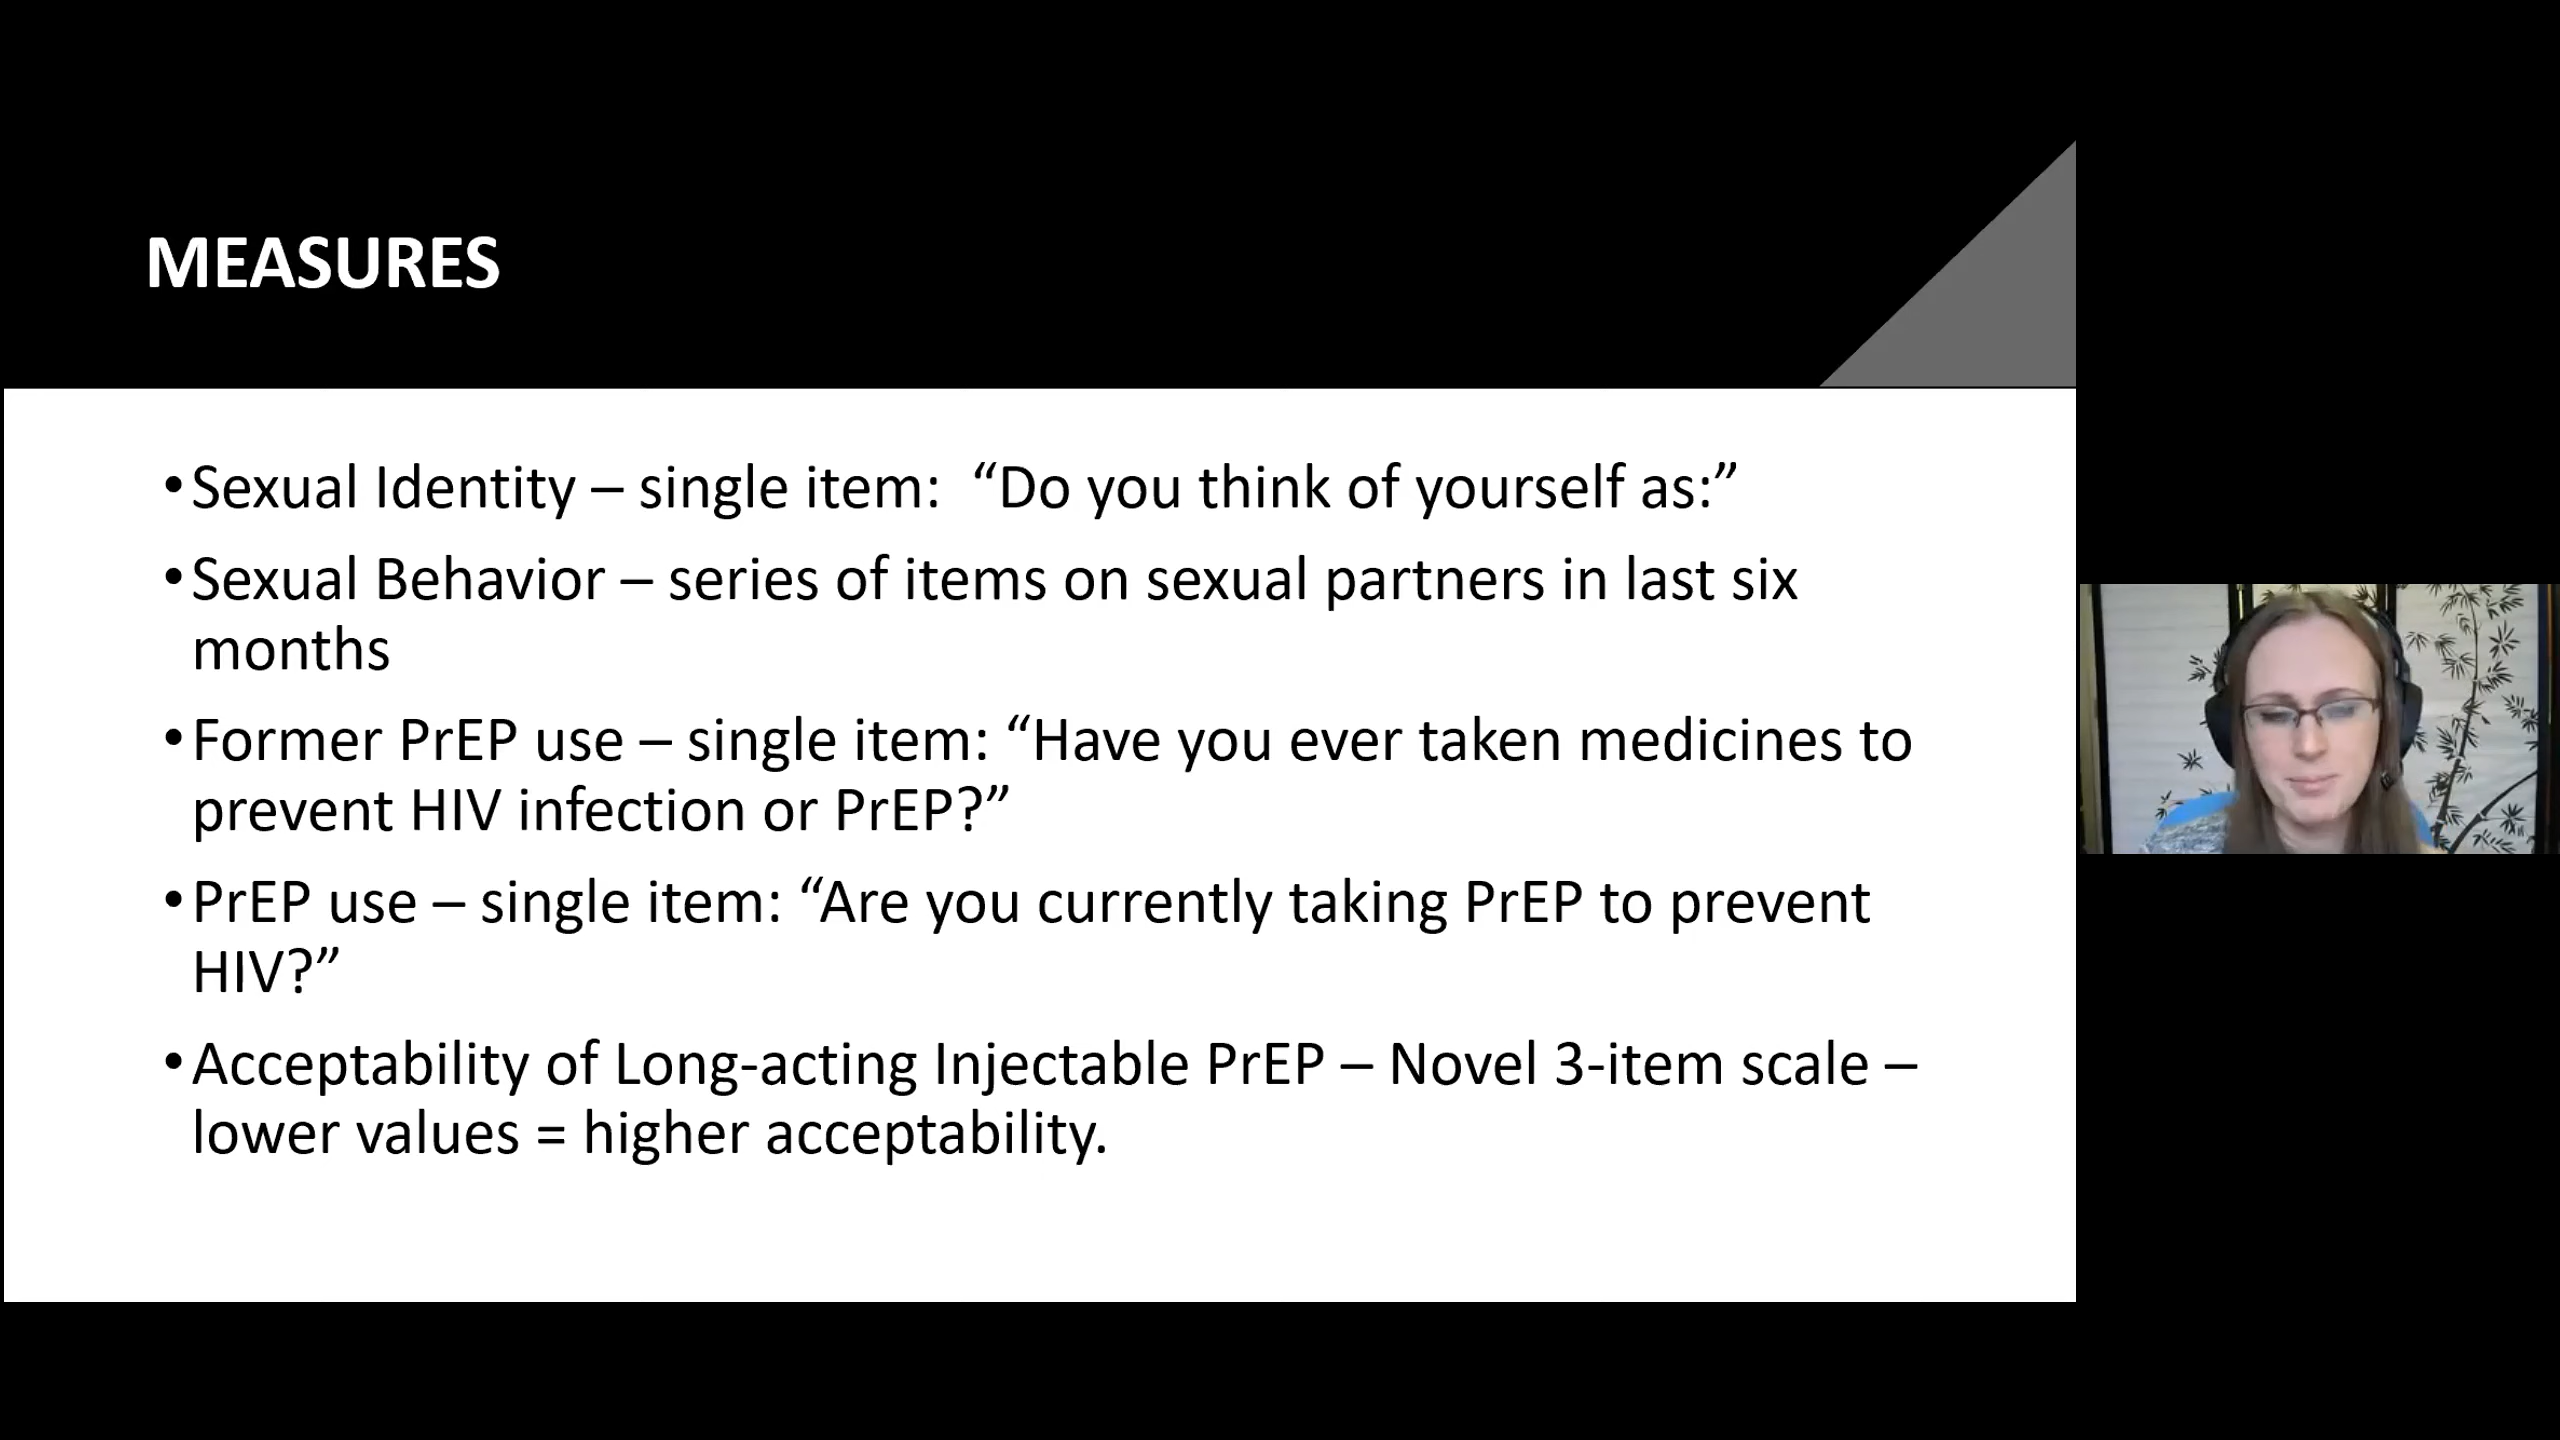 MEASURES
•Sexual Identity – single item:  “Do you think of yourself as:”
•Sexual Behavior – series of items on sexual partners in last six
months
•Former PrEP use – single item: “Have you ever taken medicines to
prevent HIV infection or PrEP?”
•PrEP use – single item: “Are you currently taking PrEP to prevent
HIV?”
•Acceptability of Long-acting Injectable PrEP – Novel 3-item scale –
lower values = higher acceptability.